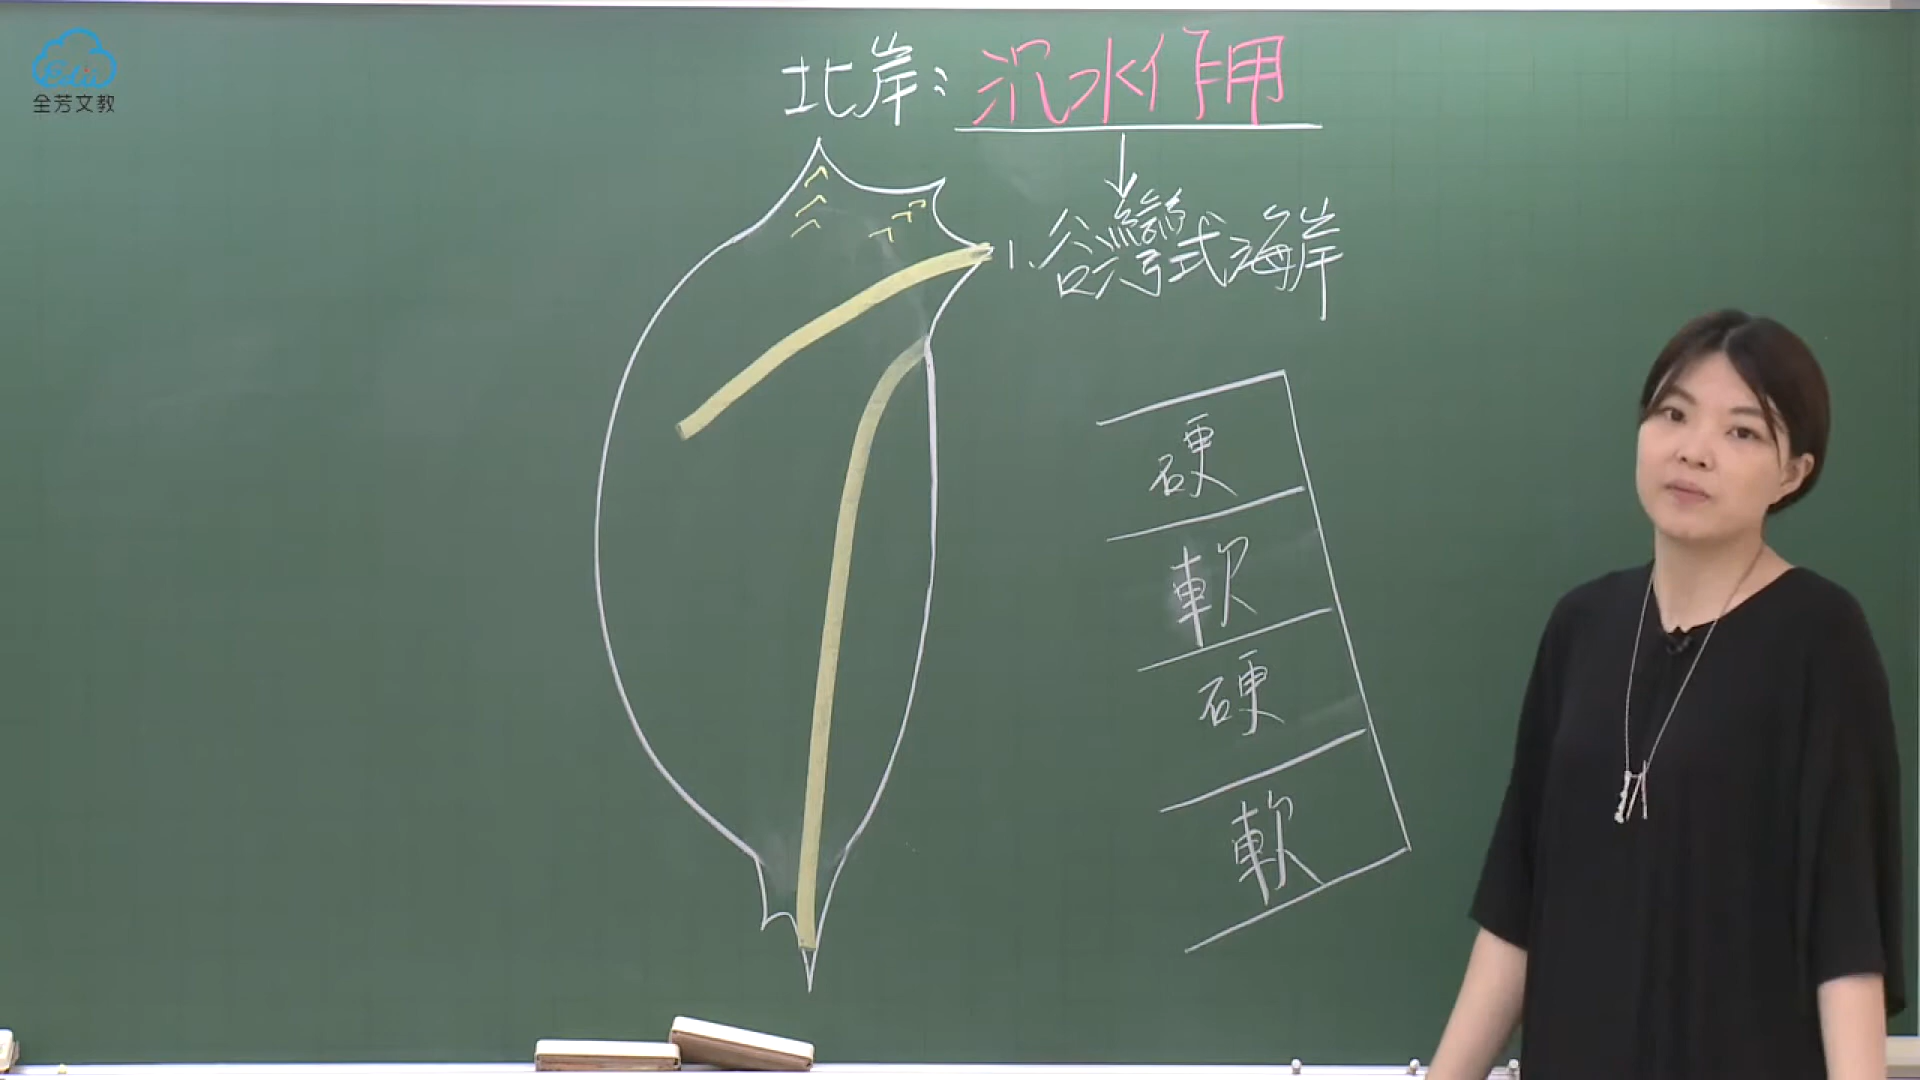 全芳文教
北岸:沉水作用
1.谷灣式海岸
硬
軟
硬
軟